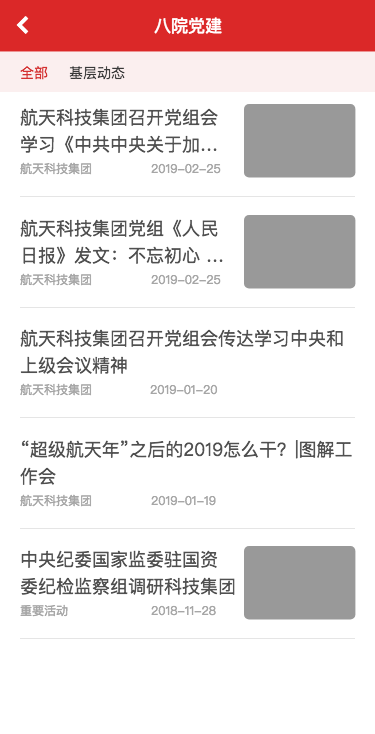 八院党建
全部 基层动态
航天科技集团召开党组会
学习《中共中央关于加...
航天科技集团 2019-02-25
航天科技集团党组《人民
日报》发文：不忘初心 ...
航天科技集团 2019-02-25
航天科技集团召开党组会传达学习中央和
上级会议精神
航天科技集团 2019-01-20
“超级航天年”之后的2019怎么干？|图解工
作会
航天科技集团 2019-01-19
中央纪委国家监委驻国资
委纪检监察组调研科技集团
重要活动 2018-11-28